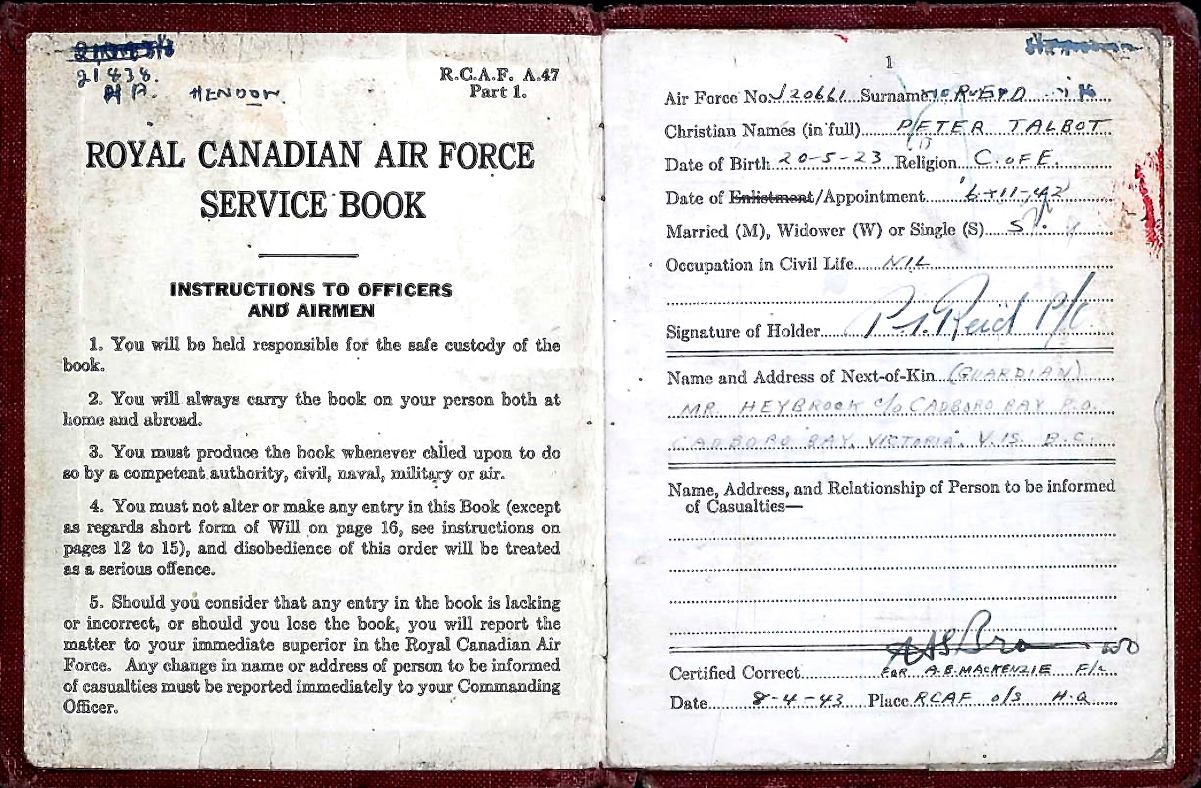 21838.
HENDON.
R.C.A.F. A.47
Part 1.
ROYAL CANADIAN AIR FORCE
SERVICE BOOK
INSTRUCTIONS TO OFFICERS
AND AIRMEN
1. You will be held responsible for the safe custody of the
book.
2. You will always carry the book on your person both at
home and abroad.
3. You must produce the book whenever called upon to do
so by a competent authority, civil, naval, military or air.
4. You must not alter or make any entry in this Book (except
as regards short form of Will on page 16, see instructions on
pages 12 to 15), and disobedience of this order will be treated
as a serious offence.
5. Should you consider that any entry in the book is lacking
or incorrect, or should you lose the book, you will report the
matter to your immediate superior in the Royal Canadian Air
Force. Any change in name or address of person to be informed
of casualties must be reported immediately to your Commanding
Officer.
1
Air Force No. J20661 Surname
Christian Names (in full) PETER TALBOT
Date of Birth 20-5-23 Religion C. OF E.
Date of Enlistment/Appointment 6-11-42
Married (M), Widower (W) or Single (S) S.
Occupation in Civil Life NIL
Signature of Holder P.T. Reid P/O
Name and Address of Next-of-Kin (GUARDIAN)
MR HEYBROCK C/O CADBORO BAY P.O.
CADBORO BAY, VICTORIA. V. IS. B.C.
Name, Address, and Relationship of Person to be informed
of Casualties—
Certified Correct FOR A.B. MACKENZIE F/L
Date 8-4-43 Place RCAF O/S H.Q